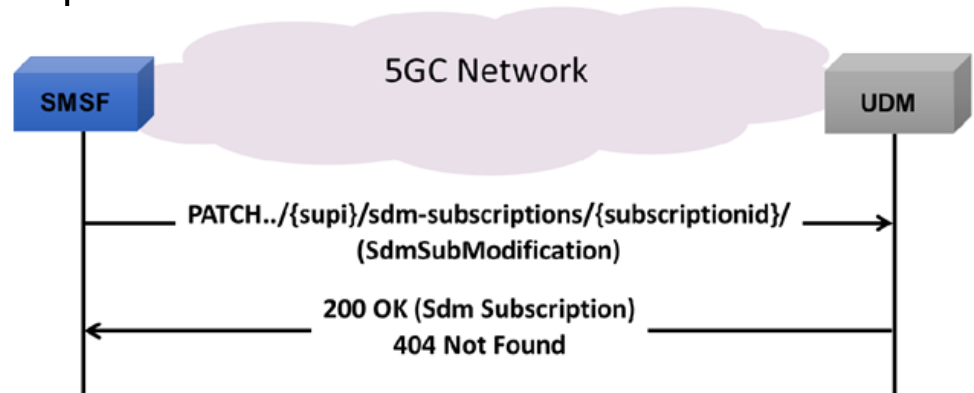 5GC Network
SMSF
UDM
PATCH../{supi}/sdm-subscriptions/{subscriptionid}/
(SdmSubModification)
200 OK (Sdm Subscription)
404 Not Found